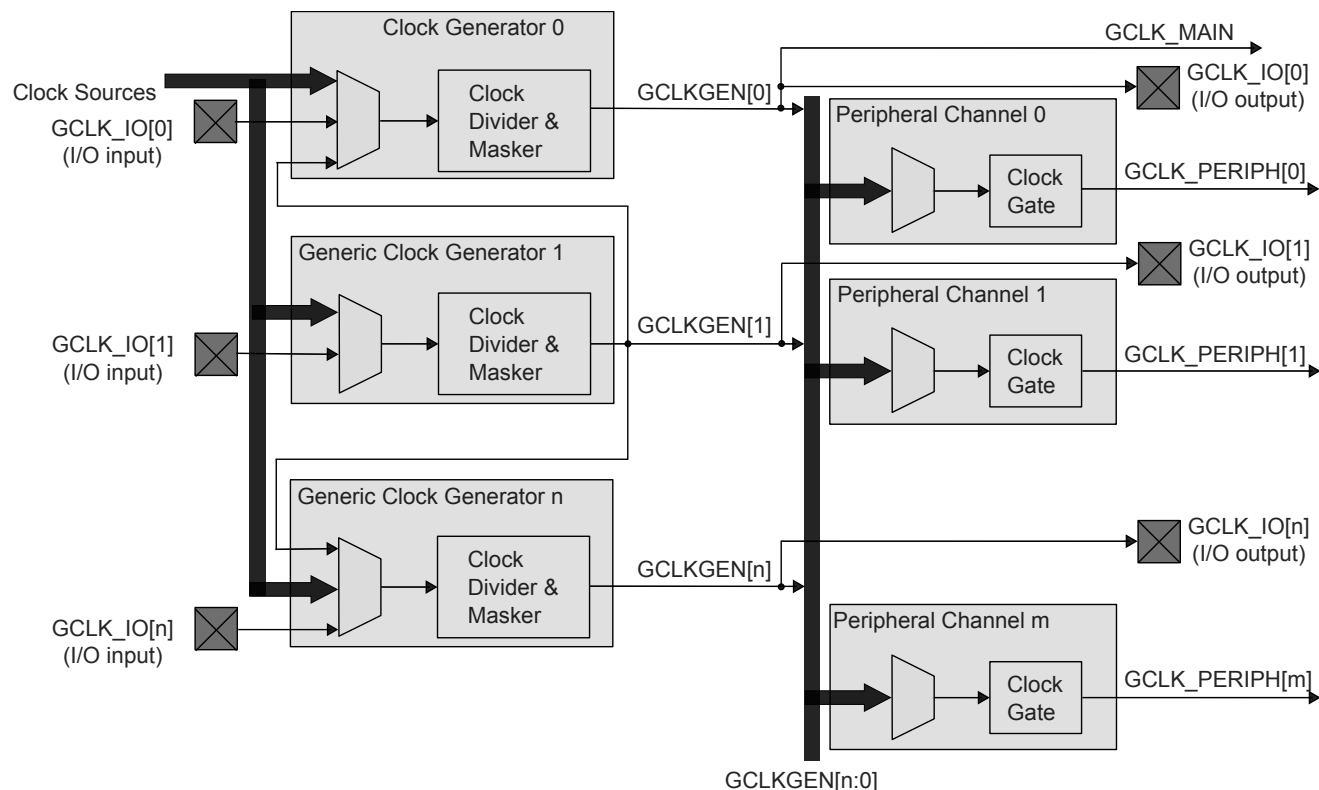 Clock Generator 0
GCLK_MAIN
Clock Sources
GCLK_IO[0]
(I/O input)
Clock
Divider &
Masker
GCLKGEN[0]
GCLK_IO[0]
(I/O output)
Peripheral Channel 0
Clock
Gate
GCLK_PERIPH[0]
Generic Clock Generator 1
GCLK_IO[1]
(I/O input)
Clock
Divider &
Masker
GCLKGEN[1]
GCLK_IO[1]
(I/O output)
Peripheral Channel 1
Clock
Gate
GCLK_PERIPH[1]
Generic Clock Generator n
GCLK_IO[n]
(I/O input)
Clock
Divider &
Masker
GCLKGEN[n]
GCLK_IO[n]
(I/O output)
Peripheral Channel m
Clock
Gate
GCLK_PERIPH[m]
GCLKGEN[n:0]